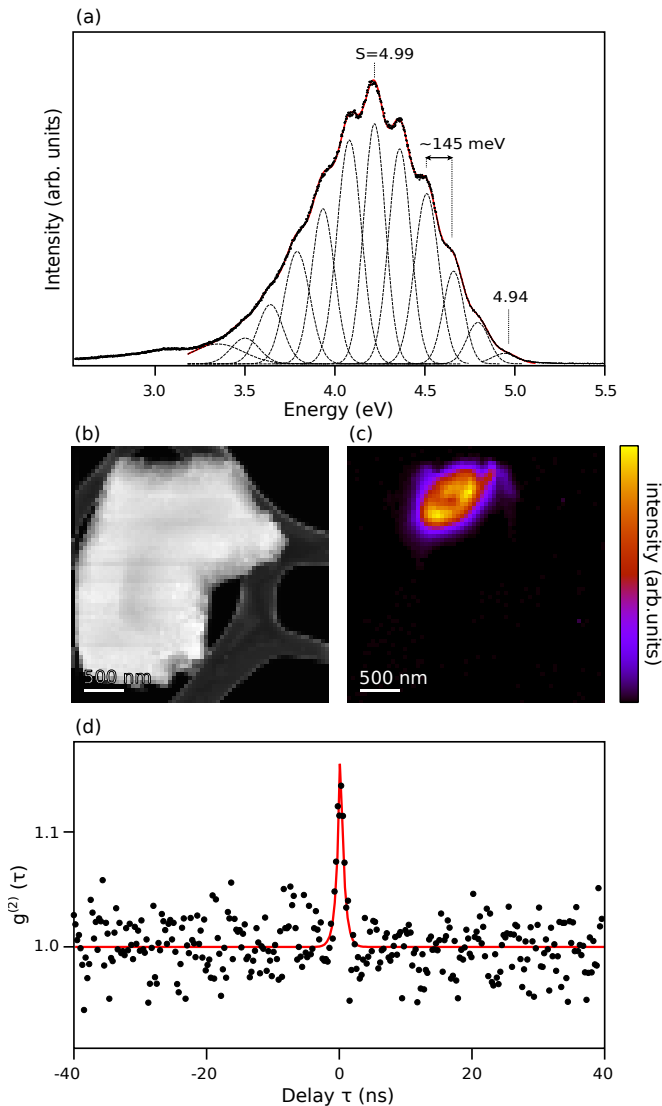 (a)
S=4.99
~145 meV
4.94
Intensity (arb. units)
3.0 3.5 4.0 4.5 5.0 5.5
Energy (eV)
(b)
500 nm
(c)
500 nm
intensity (arb.units)
(d)
1.1
1.0
g⁽²⁾ (τ)
-40 -20 0 20 40
Delay τ (ns)